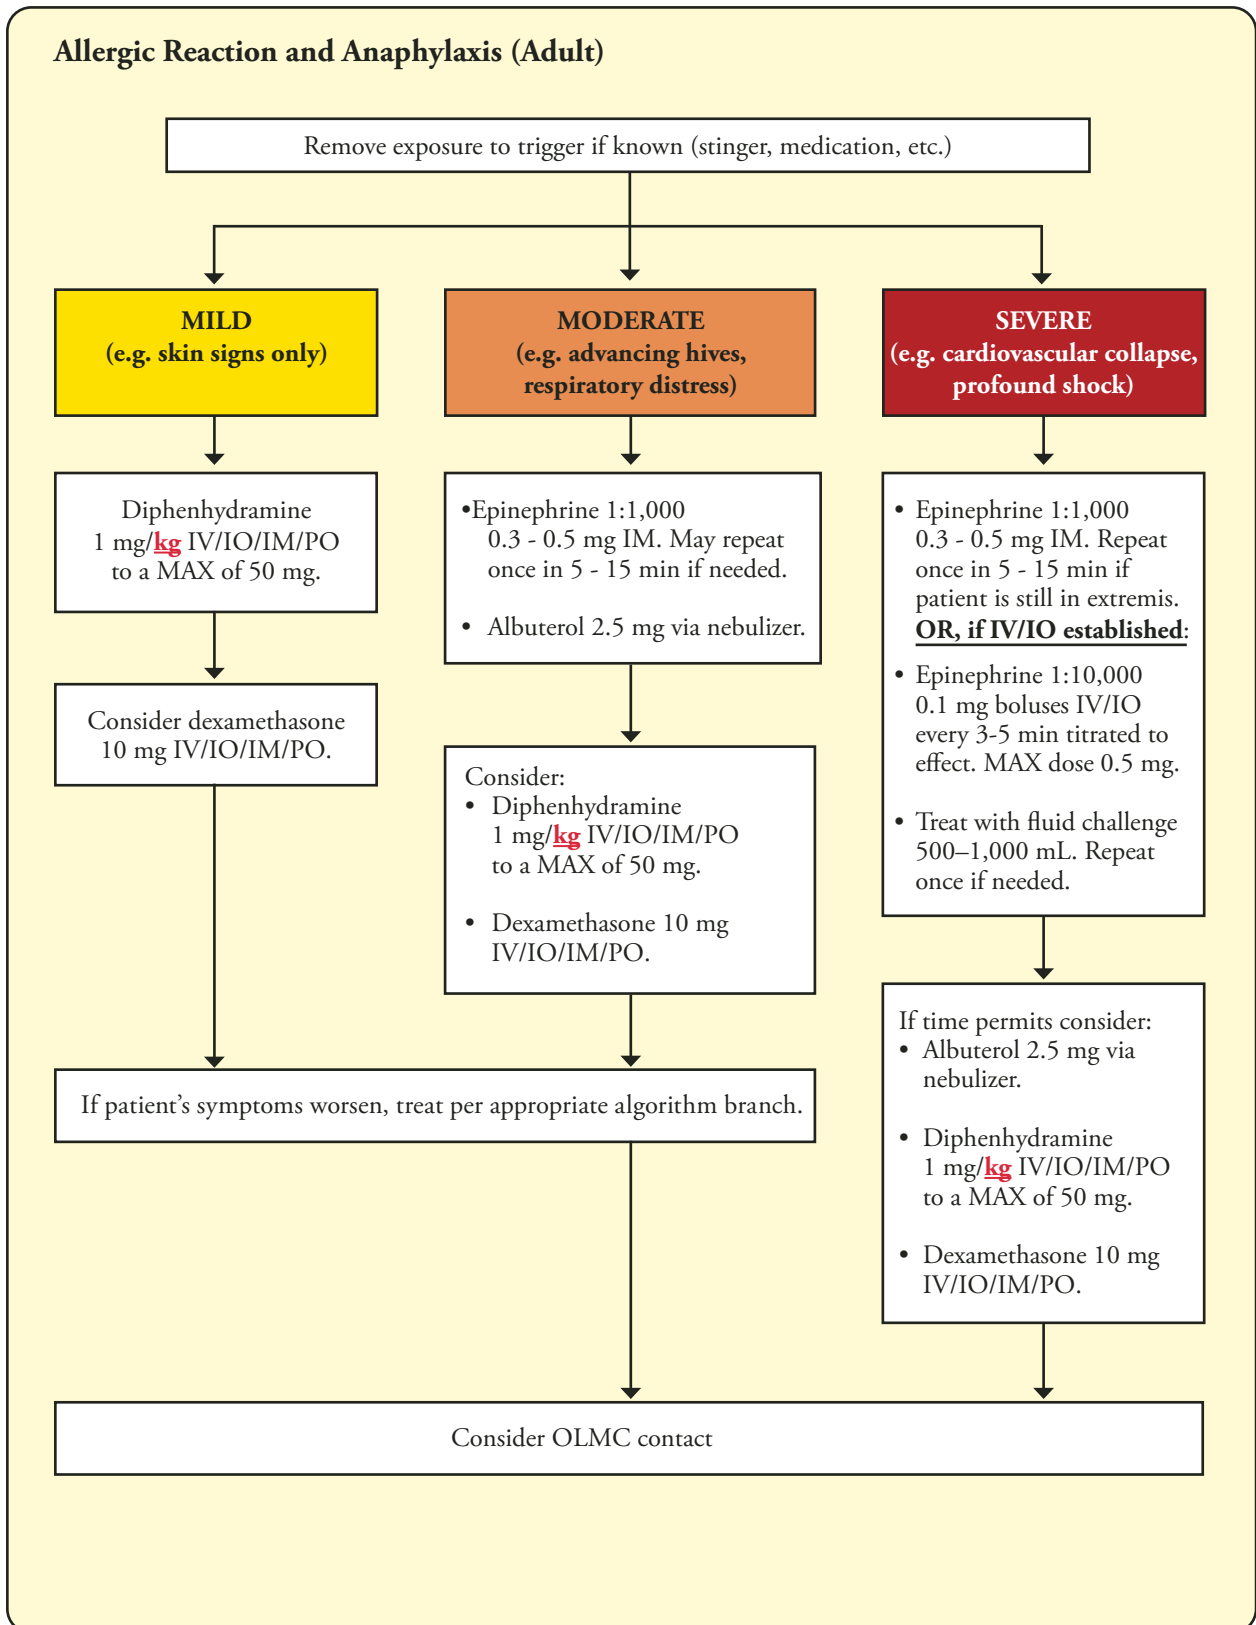 Allergic Reaction and Anaphylaxis (Adult)
Remove exposure to trigger if known (stinger, medication, etc.)
MILD
(e.g. skin signs only)
Diphenhydramine
1 mg/kg IV/IO/IM/PO
to a MAX of 50 mg.
Consider dexamethasone
10 mg IV/IO/IM/PO.
MODERATE
(e.g. advancing hives,
respiratory distress)
•Epinephrine 1:1,000
0.3 - 0.5 mg IM. May repeat
once in 5 - 15 min if needed.
• Albuterol 2.5 mg via nebulizer.
Consider:
• Diphenhydramine
1 mg/kg IV/IO/IM/PO
to a MAX of 50 mg.
• Dexamethasone 10 mg
IV/IO/IM/PO.
If patient’s symptoms worsen, treat per appropriate algorithm branch.
SEVERE
(e.g. cardiovascular collapse,
profound shock)
• Epinephrine 1:1,000
0.3 - 0.5 mg IM. Repeat
once in 5 - 15 min if
patient is still in extremis.
OR, if IV/IO established:
• Epinephrine 1:10,000
0.1 mg boluses IV/IO
every 3-5 min titrated to
effect. MAX dose 0.5 mg.
• Treat with fluid challenge
500–1,000 mL. Repeat
once if needed.
If time permits consider:
• Albuterol 2.5 mg via
nebulizer.
• Diphenhydramine
1 mg/kg IV/IO/IM/PO
to a MAX of 50 mg.
• Dexamethasone 10 mg
IV/IO/IM/PO.
Consider OLMC contact